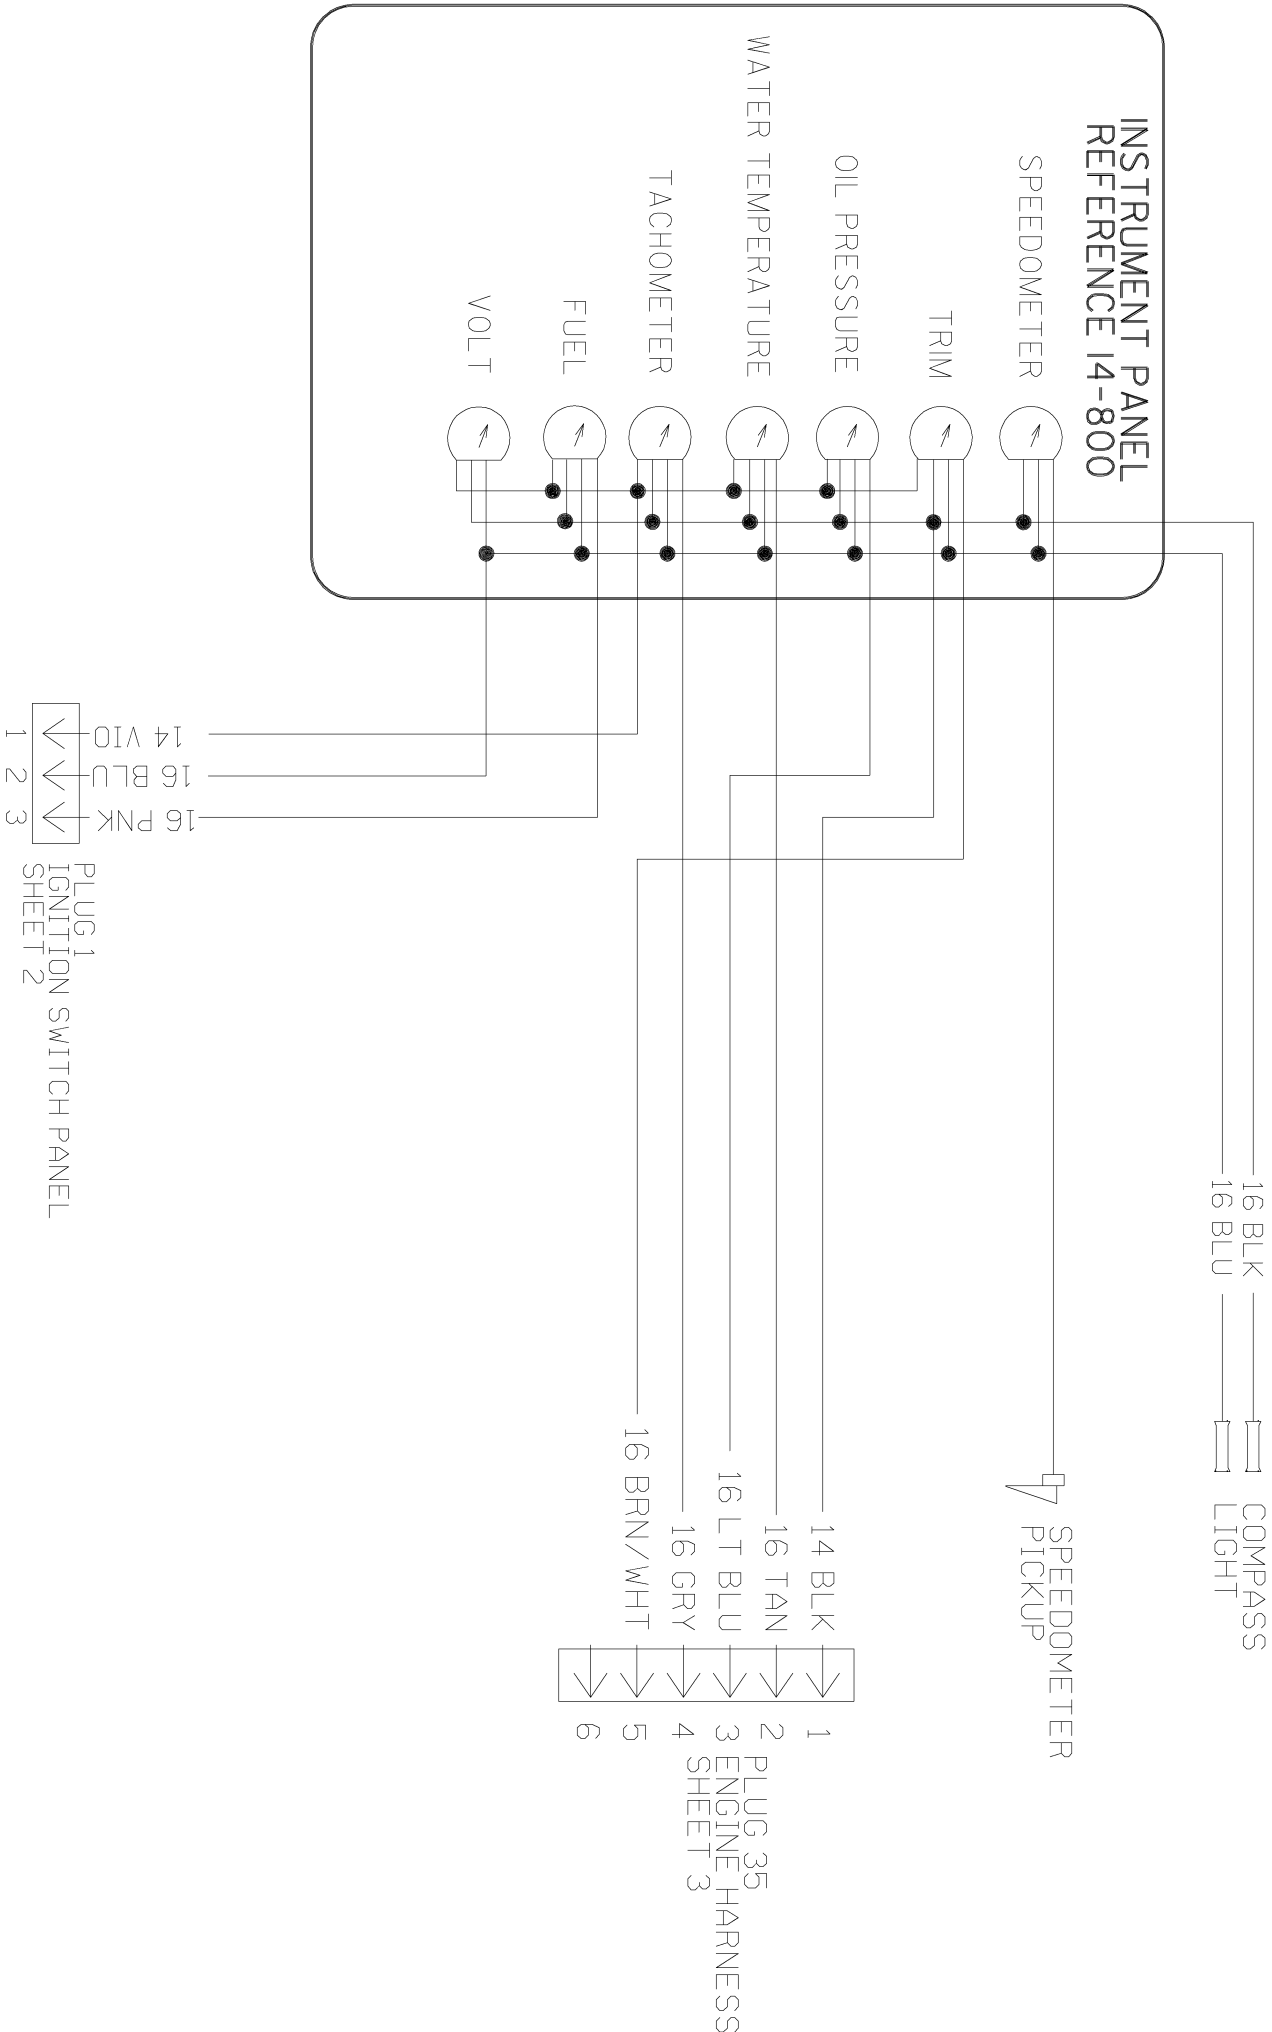 INSTRUMENT PANEL
REFERENCE 14-800
SPEEDOMETER
TRIM
OIL PRESSURE
WATER TEMPERATURE
TACHOMETER
FUEL
VOLT
16 BLK
16 BLU
COMPASS
LIGHT
SPEEDOMETER
PICKUP
14 BLK
16 TAN
16 LT BLU
16 GRY
16 BRN/WHT
1
2
3
4
5
6
PLUG 35
ENGINE HARNESS
SHEET 3
14 VIO
16 BLU
16 PNK
1
2
3
PLUG 1
IGNITION SWITCH PANEL
SHEET 2